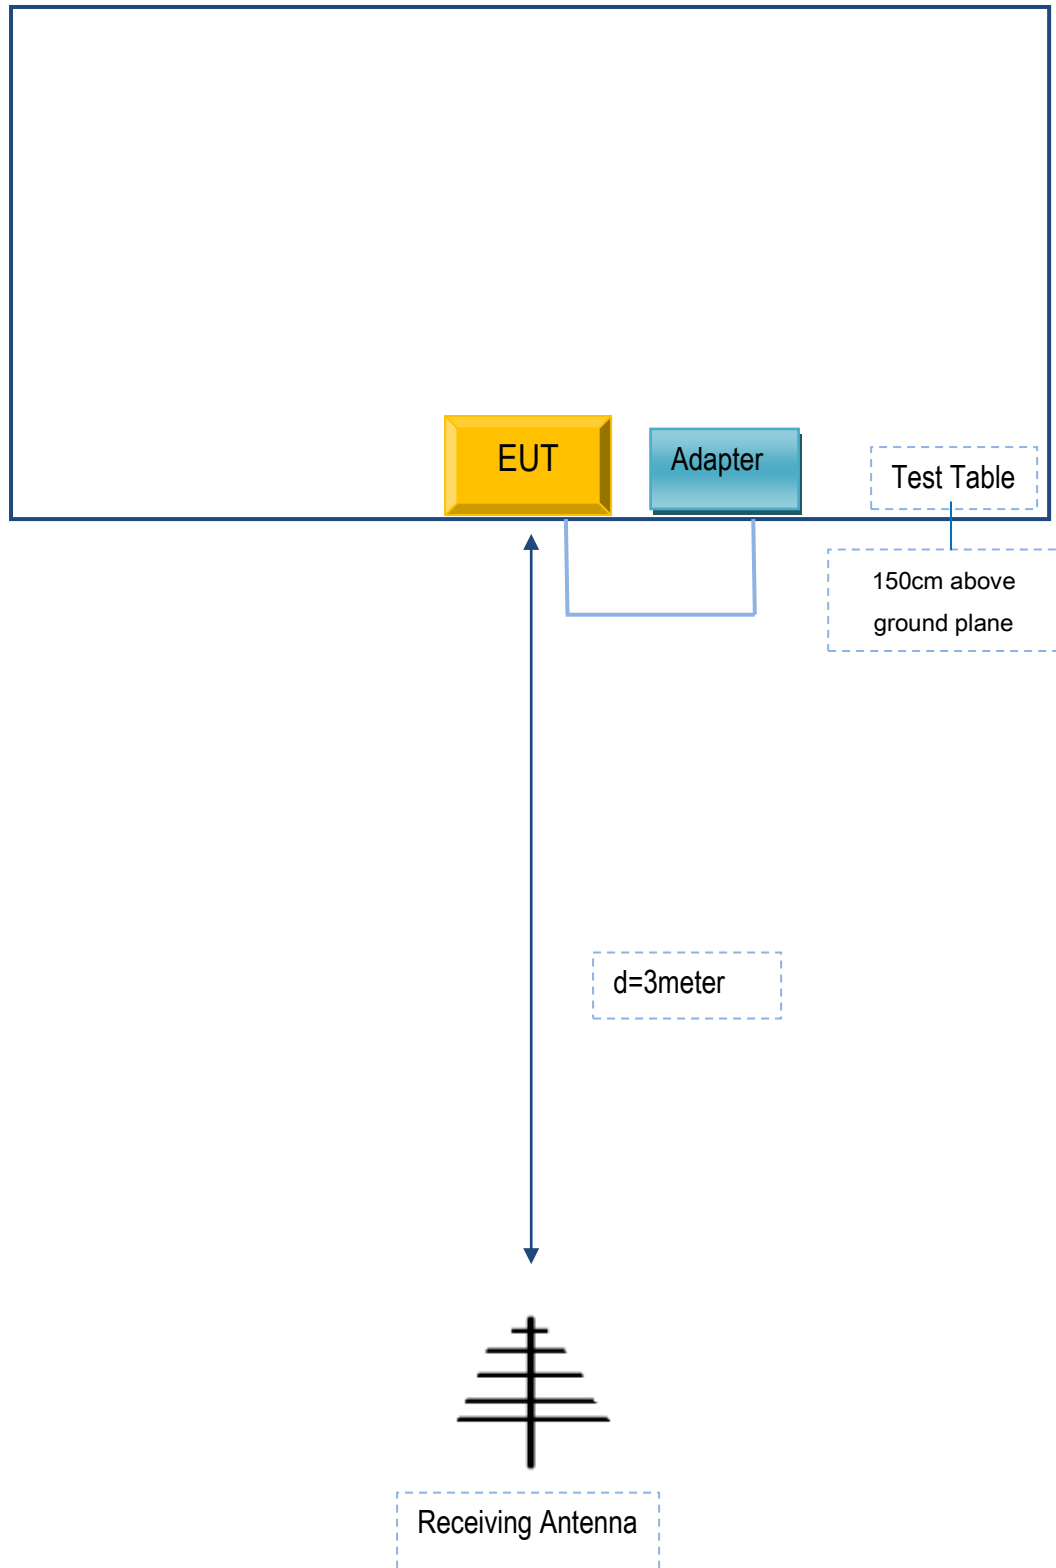 EUT
Adapter
Test Table
150cm above
ground plane
d=3meter
Receiving Antenna